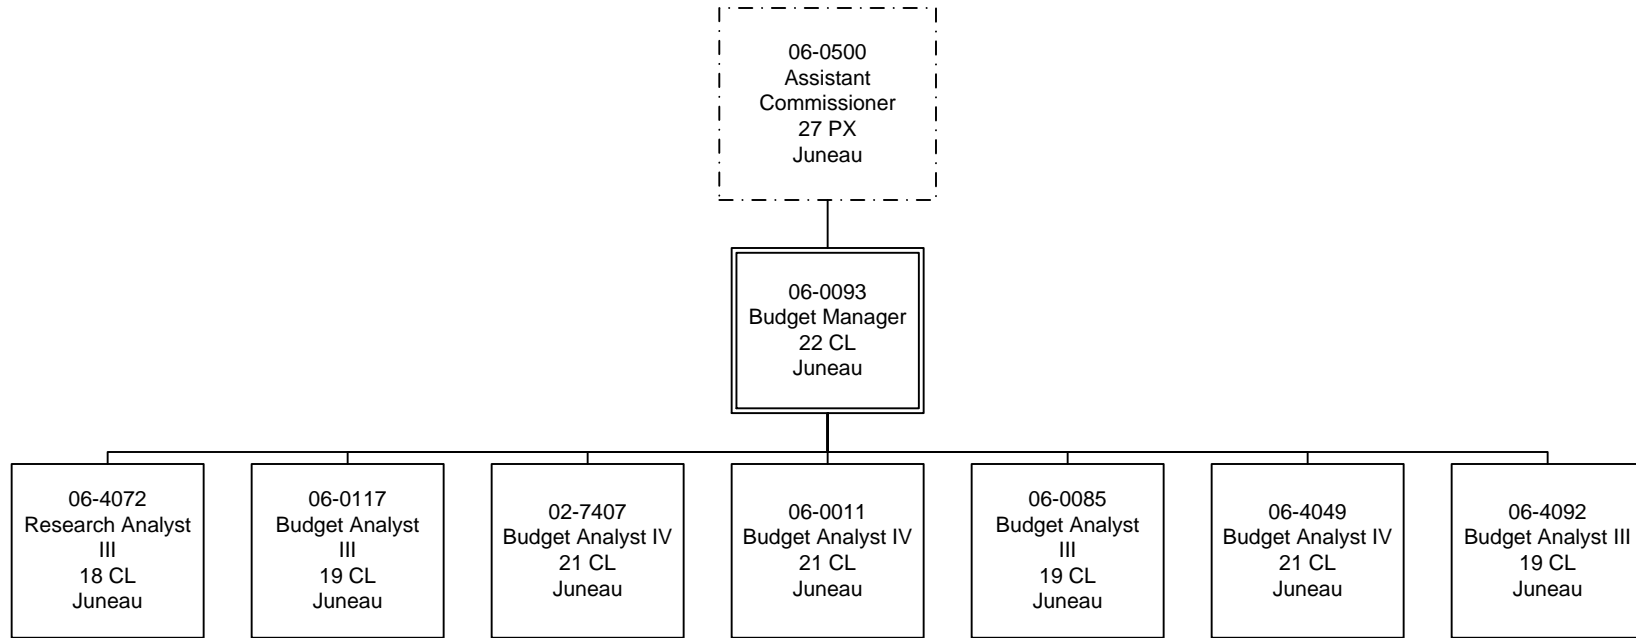 06-0500
Assistant
Commissioner
27 PX
Juneau
06-0093
Budget Manager
22 CL
Juneau
06-4072
Research Analyst
III
18 CL
Juneau
06-0117
Budget Analyst
III
19 CL
Juneau
02-7407
Budget Analyst IV
21 CL
Juneau
06-0011
Budget Analyst IV
21 CL
Juneau
06-0085
Budget Analyst
III
19 CL
Juneau
06-4049
Budget Analyst IV
21 CL
Juneau
06-4092
Budget Analyst III
19 CL
Juneau